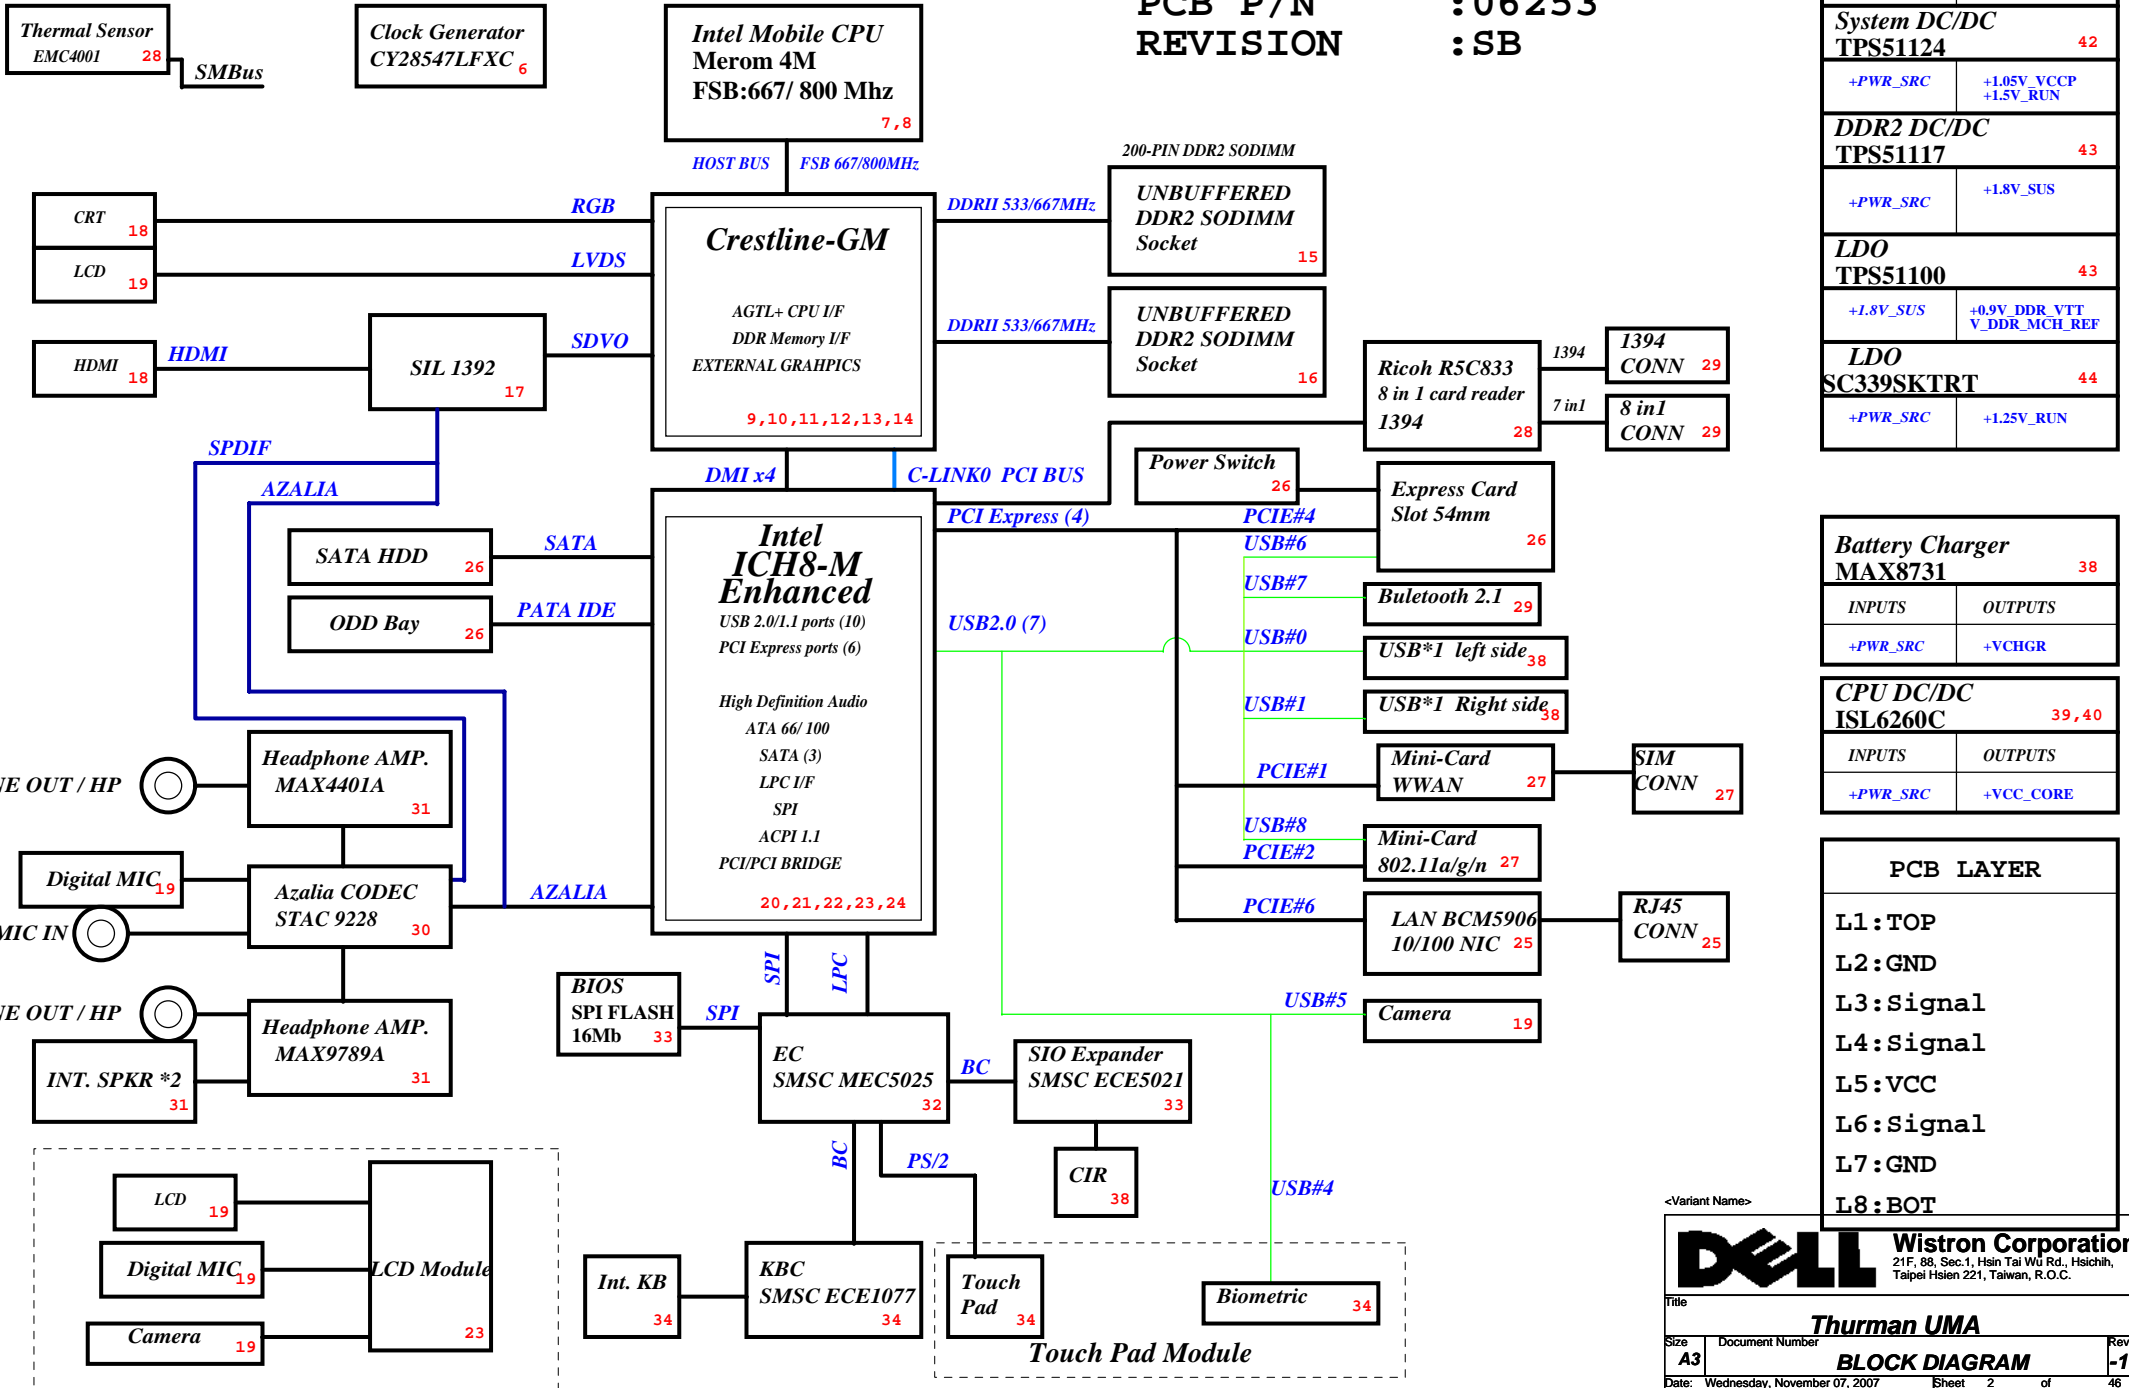 PCB P/N :06253
REVISION :SB
Thermal Sensor
EMC4001 28
SMBus
Clock Generator
CY28547LFXC 6
Intel Mobile CPU
Merom 4M
FSB:667/ 800 Mhz
7,8
HOST BUS FSB 667/800MHz
CRT 18
RGB
LCD 19
LVDS
HDMI 18
HDMI
SIL 1392
17
SDVO
Crestline-GM
AGTL+ CPU I/F
DDR Memory I/F
EXTERNAL GRAHPICS
9,10,11,12,13,14
DDRII 533/667MHz
200-PIN DDR2 SODIMM
UNBUFFERED
DDR2 SODIMM
Socket
15
DDRII 533/667MHz
UNBUFFERED
DDR2 SODIMM
Socket
16
Ricoh R5C833
8 in 1 card reader
1394
28
1394
1394
CONN 29
7 in1
8 in1
CONN 29
SPDIF
AZALIA
DMI x4
C-LINK0 PCI BUS
Power Switch
26
Express Card
Slot 54mm
26
SATA HDD 26
SATA
ODD Bay 26
PATA IDE
Intel
ICH8-M
Enhanced
USB 2.0/1.1 ports (10)
PCI Express ports (6)
High Definition Audio
ATA 66/ 100
SATA (3)
LPC I/F
SPI
ACPI 1.1
PCI/PCI BRIDGE
20,21,22,23,24
PCI Express (4)
USB2.0 (7)
PCIE#4
USB#6
USB#7
Buletooth 2.1 29
USB#0
USB*1 left side 38
USB#1
USB*1 Right side 38
PCIE#1
Mini-Card
WWAN 27
SIM
CONN 27
USB#8
PCIE#2
Mini-Card
802.11a/g/n 27
PCIE#6
LAN BCM5906
10/100 NIC 25
RJ45
CONN 25
USB#5
Camera 19
USB#4
NE OUT / HP
Headphone AMP.
MAX4401A
31
Digital MIC 19
MIC IN
Azalia CODEC
STAC 9228
30
AZALIA
NE OUT / HP
Headphone AMP.
MAX9789A
31
INT. SPKR *2
31
SPI
LPC
BIOS
SPI FLASH
16Mb 33
SPI
EC
SMSC MEC5025
32
BC
SIO Expander
SMSC ECE5021
33
CIR
38
BC
PS/2
LCD 19
Digital MIC 19
Camera 19
LCD Module
23
Int. KB
34
KBC
SMSC ECE1077
34
Touch
Pad
34
Biometric 34
Touch Pad Module
System DC/DC
TPS51124 42
+PWR_SRC
+1.05V_VCCP
+1.5V_RUN
DDR2 DC/DC
TPS51117 43
+PWR_SRC
+1.8V_SUS
LDO
TPS51100 43
+1.8V_SUS
+0.9V_DDR_VTT
V_DDR_MCH_REF
LDO
SC339SKTRT 44
+PWR_SRC
+1.25V_RUN
Battery Charger
MAX8731 38
INPUTS OUTPUTS
+PWR_SRC +VCHGR
CPU DC/DC
ISL6260C 39,40
INPUTS OUTPUTS
+PWR_SRC +VCC_CORE
PCB LAYER
L1:TOP
L2:GND
L3:Signal
L4:Signal
L5:VCC
L6:Signal
L7:GND
L8:BOT
<Variant Name>
DELL
Wistron Corporation
21F, 88, Sec.1, Hsin Tai Wu Rd., Hsichih,
Taipei Hsien 221, Taiwan, R.O.C.
Title
Thurman UMA
Size Document Number Rev
A3 BLOCK DIAGRAM -1
Date: Wednesday, November 07, 2007 Sheet 2 of 46